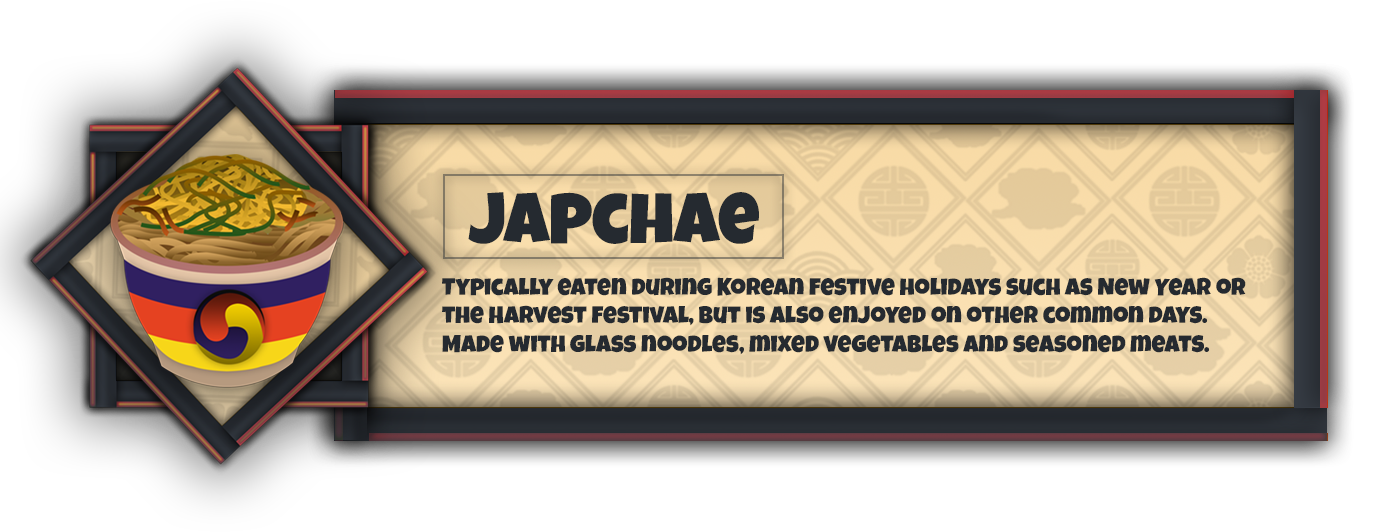 JAPCHAE
TYPICALLY EATEN DURING KOREAN FESTIVE HOLIDAYS SUCH AS NEW YEAR OR
THE HARVEST FESTIVAL, BUT IS ALSO ENJOYED ON OTHER COMMON DAYS.
MADE WITH GLASS NOODLES, MIXED VEGETABLES AND SEASONED MEATS.